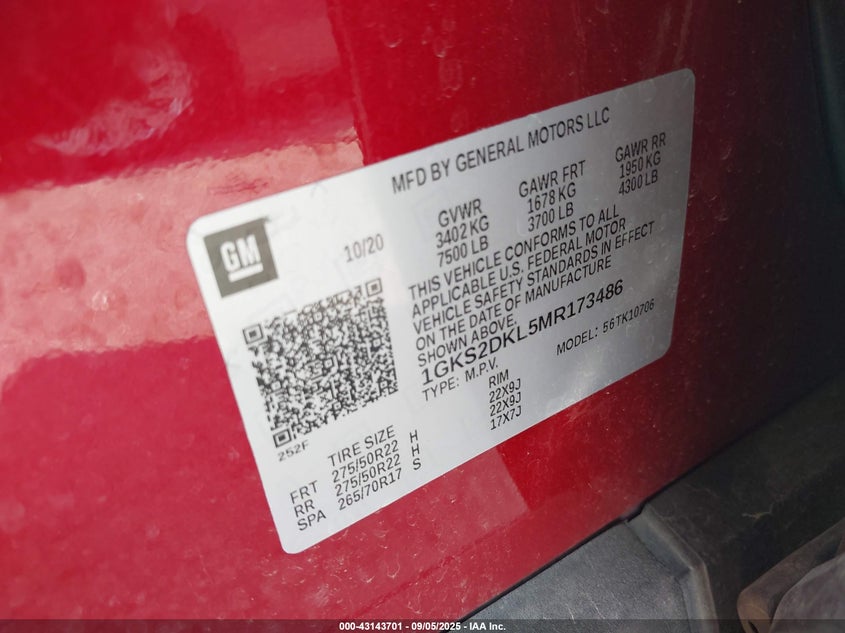 GM
10/20
MFD BY GENERAL MOTORS LLC
GVWR GAWR FRT GAWR RR
3402 KG 1678 KG 1950 KG
7500 LB 3700 LB 4300 LB
THIS VEHICLE CONFORMS TO ALL
APPLICABLE U.S. FEDERAL MOTOR
VEHICLE SAFETY STANDARDS IN EFFECT
ON THE DATE OF MANUFACTURE
SHOWN ABOVE.
1GKS2DKL5MR173486
TYPE: M.P.V. MODEL: 56TK10706
252F
TIRE SIZE RIM
FRT 275/50R22 H 22X9J
RR 275/50R22 H 22X9J
SPA 265/70R17 S 17X7J
000-43143701 - 09/05/2025 - IAA Inc.